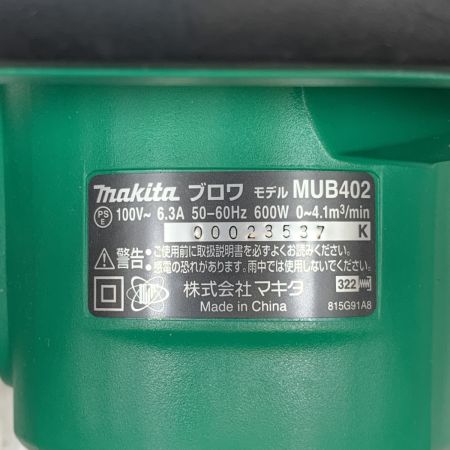 makita ブロワ モデル MUB402
PS E 100V~ 6.3A 50-60Hz 600W 0~4.1m³/min
00023537 K
警告: ●ご使用前に取扱説明書を必ずよくお読みください。
●感電の恐れがあります。雨中では使用しないでください。
株式会社マキタ 322
Made in China 815G91A8